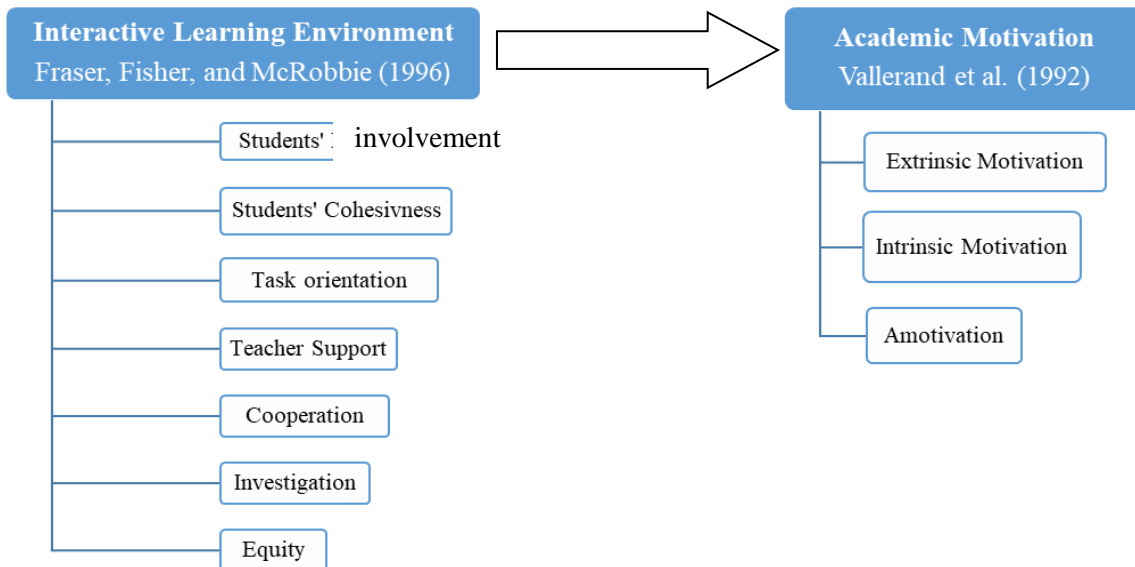 Interactive Learning Environment
Fraser, Fisher, and McRobbie (1996)
Students' involvement
Students' Cohesivness
Task orientation
Teacher Support
Cooperation
Investigation
Equity
Academic Motivation
Vallerand et al. (1992)
Extrinsic Motivation
Intrinsic Motivation
Amotivation